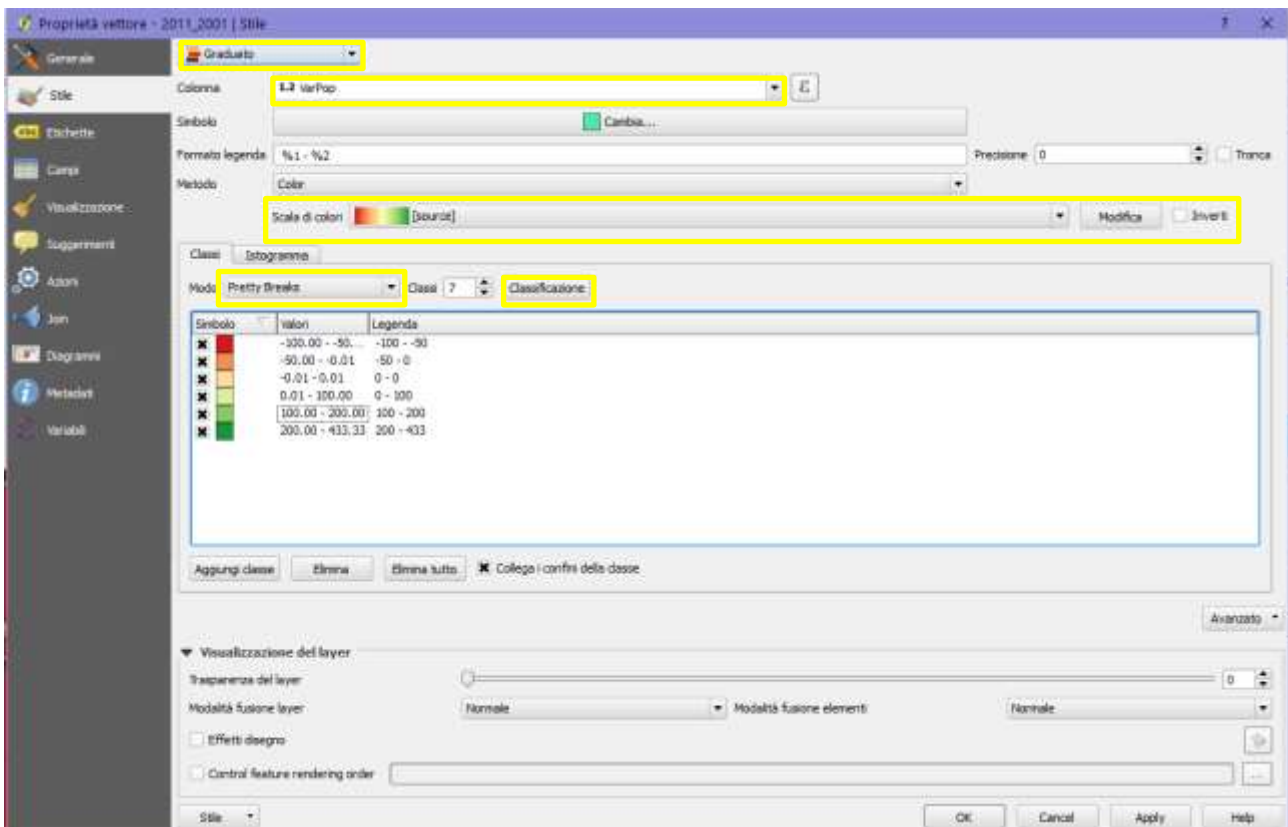 Proprietà vettore - 2011_2001 | Stile
? ×
Generale
Stile
Etichette
Campi
Visualizzazione
Suggerimenti
Azioni
Join
Diagrammi
Metadati
Variabili
Graduato
Colonna 1.2 VarPop ε
Simbolo Cambia...
Formato legenda %1 - %2 Precisione 0 Tronca
Metodo Color
Scala di colori [source] Modifica Inverti
Classi Istogramma
Modo Pretty Breaks Classi 7 Classificazione
Simbolo Valori Legenda
-100.00 - -50.... -100 - -50
-50.00 - -0.01 -50 - 0
-0.01 - 0.01 0 - 0
0.01 - 100.00 0 - 100
100.00 - 200.00 100 - 200
200.00 - 433.33 200 - 433
Aggiungi classe Elimina Elimina tutto Collega i confini della classe
Avanzato
Visualizzazione del layer
Trasparenza del layer 0
Modalità fusione layer Normale Modalità fusione elementi Normale
Effetti disegno
Control feature rendering order ...
Stile OK Cancel Apply Help